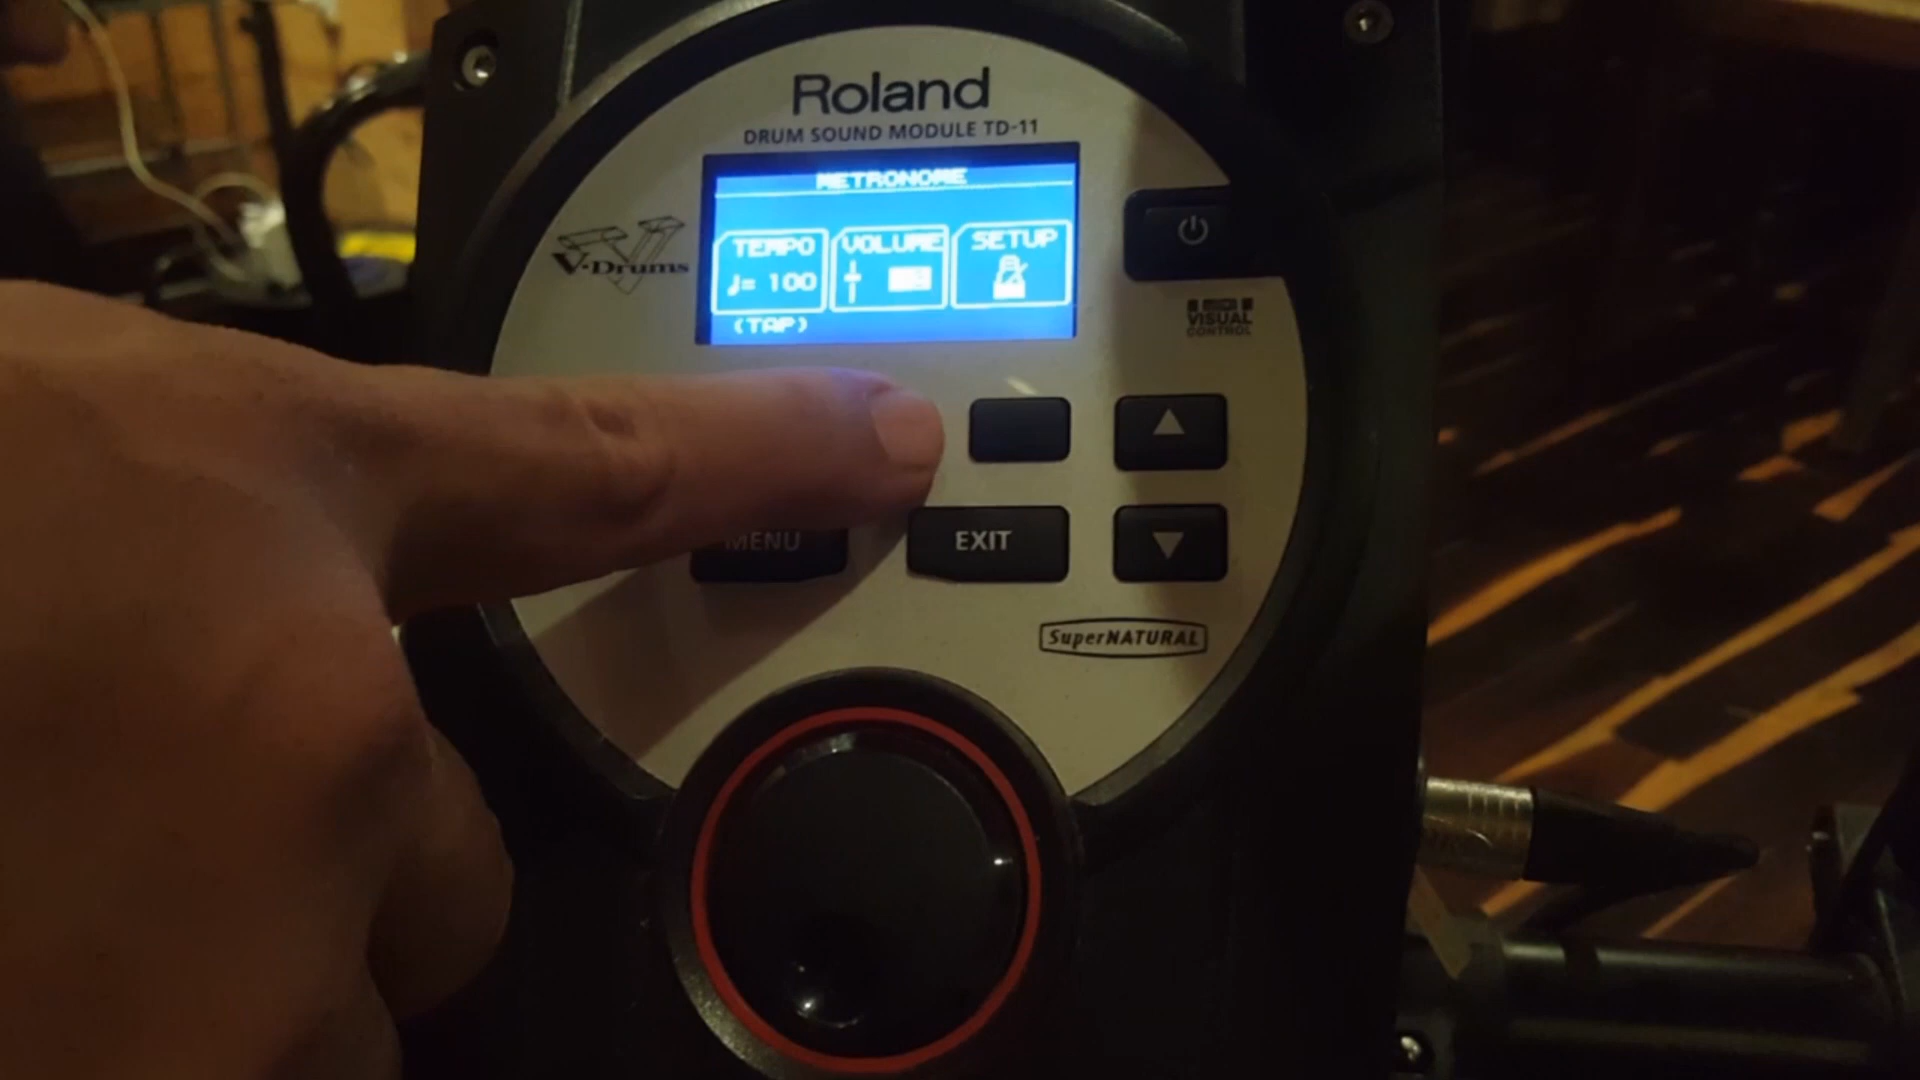 Roland
DRUM SOUND MODULE TD-11
METRONOME
V-Drums
TEMPO VOLUME SETUP
♩= 100
(TAP)
VISUAL
CONTROL
MENU EXIT
SuperNATURAL